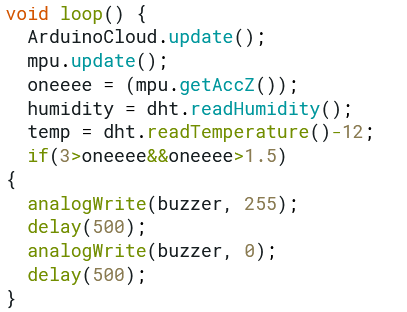 void loop() {
  ArduinoCloud.update();
  mpu.update();
  oneeee = (mpu.getAccZ());
  humidity = dht.readHumidity();
  temp = dht.readTemperature()-12;
  if(3>oneeee&&oneeee>1.5)
{
  analogWrite(buzzer, 255);
  delay(500);
  analogWrite(buzzer, 0);
  delay(500);
}